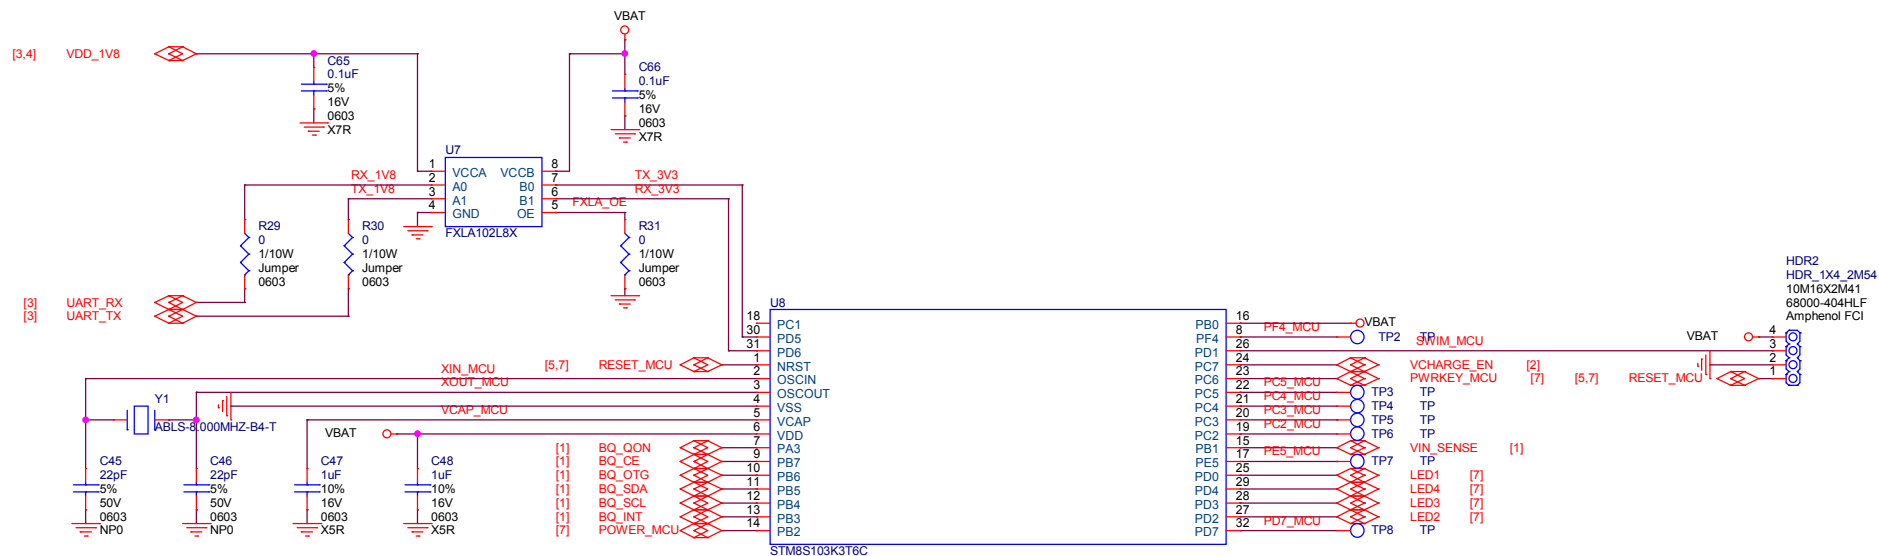 VBAT
[3,4] VDD_1V8
C65
0.1uF
5%
16V
0603
X7R
C66
0.1uF
5%
16V
0603
X7R
U7
1 VCCA VCCB 8
2 A0 B0 7
3 A1 B1 6
4 GND OE 5
FXLA102L8X
RX_1V8
TX_1V8
TX_3V3
RX_3V3
FXLA_OE
R29
0
1/10W
Jumper
0603
R30
0
1/10W
Jumper
0603
R31
0
1/10W
Jumper
0603
[3] UART_RX
[3] UART_TX
HDR2
HDR_1X4_2M54
10M16X2M41
68000-404HLF
Amphenol FCI
U8
18 PC1
30 PD5
31 PD6
1 NRST
2 OSCIN
3 OSCOUT
4 VSS
5 VCAP
6 VDD
7 PA3
9 PB7
10 PB6
11 PB5
12 PB4
13 PB3
14 PB2
PB0 16
PF4 8
PD1 26
PC7 24
PC6 23
PC5 22
PC4 21
PC3 20
PC2 19
PB1 15
PE5 17
PD0 25
PD4 29
PD3 28
PD2 27
PD7 32
STM8S103K3T6C
[5,7] RESET_MCU
XIN_MCU
XOUT_MCU
VCAP_MCU
VBAT
Y1
ABLS-8.000MHZ-B4-T
C45
22pF
5%
50V
0603
NP0
C46
22pF
5%
50V
0603
NP0
C47
1uF
10%
16V
0603
X5R
C48
1uF
10%
16V
0603
X5R
[1] BQ_QON
[1] BQ_CE
[1] BQ_OTG
[1] BQ_SDA
[1] BQ_SCL
[1] BQ_INT
[7] POWER_MCU
VBAT
PF4_MCU TP2 TP
SWIM_MCU
VCHARGE_EN [2]
PWRKEY_MCU [7]
PC5_MCU TP3 TP
PC4_MCU TP4 TP
PC3_MCU TP5 TP
PC2_MCU TP6 TP
VIN_SENSE [1]
PE5_MCU TP7 TP
LED1 [7]
LED4 [7]
LED3 [7]
LED2 [7]
PD7_MCU TP8 TP
VBAT 4
3
2
[5,7] RESET_MCU 1